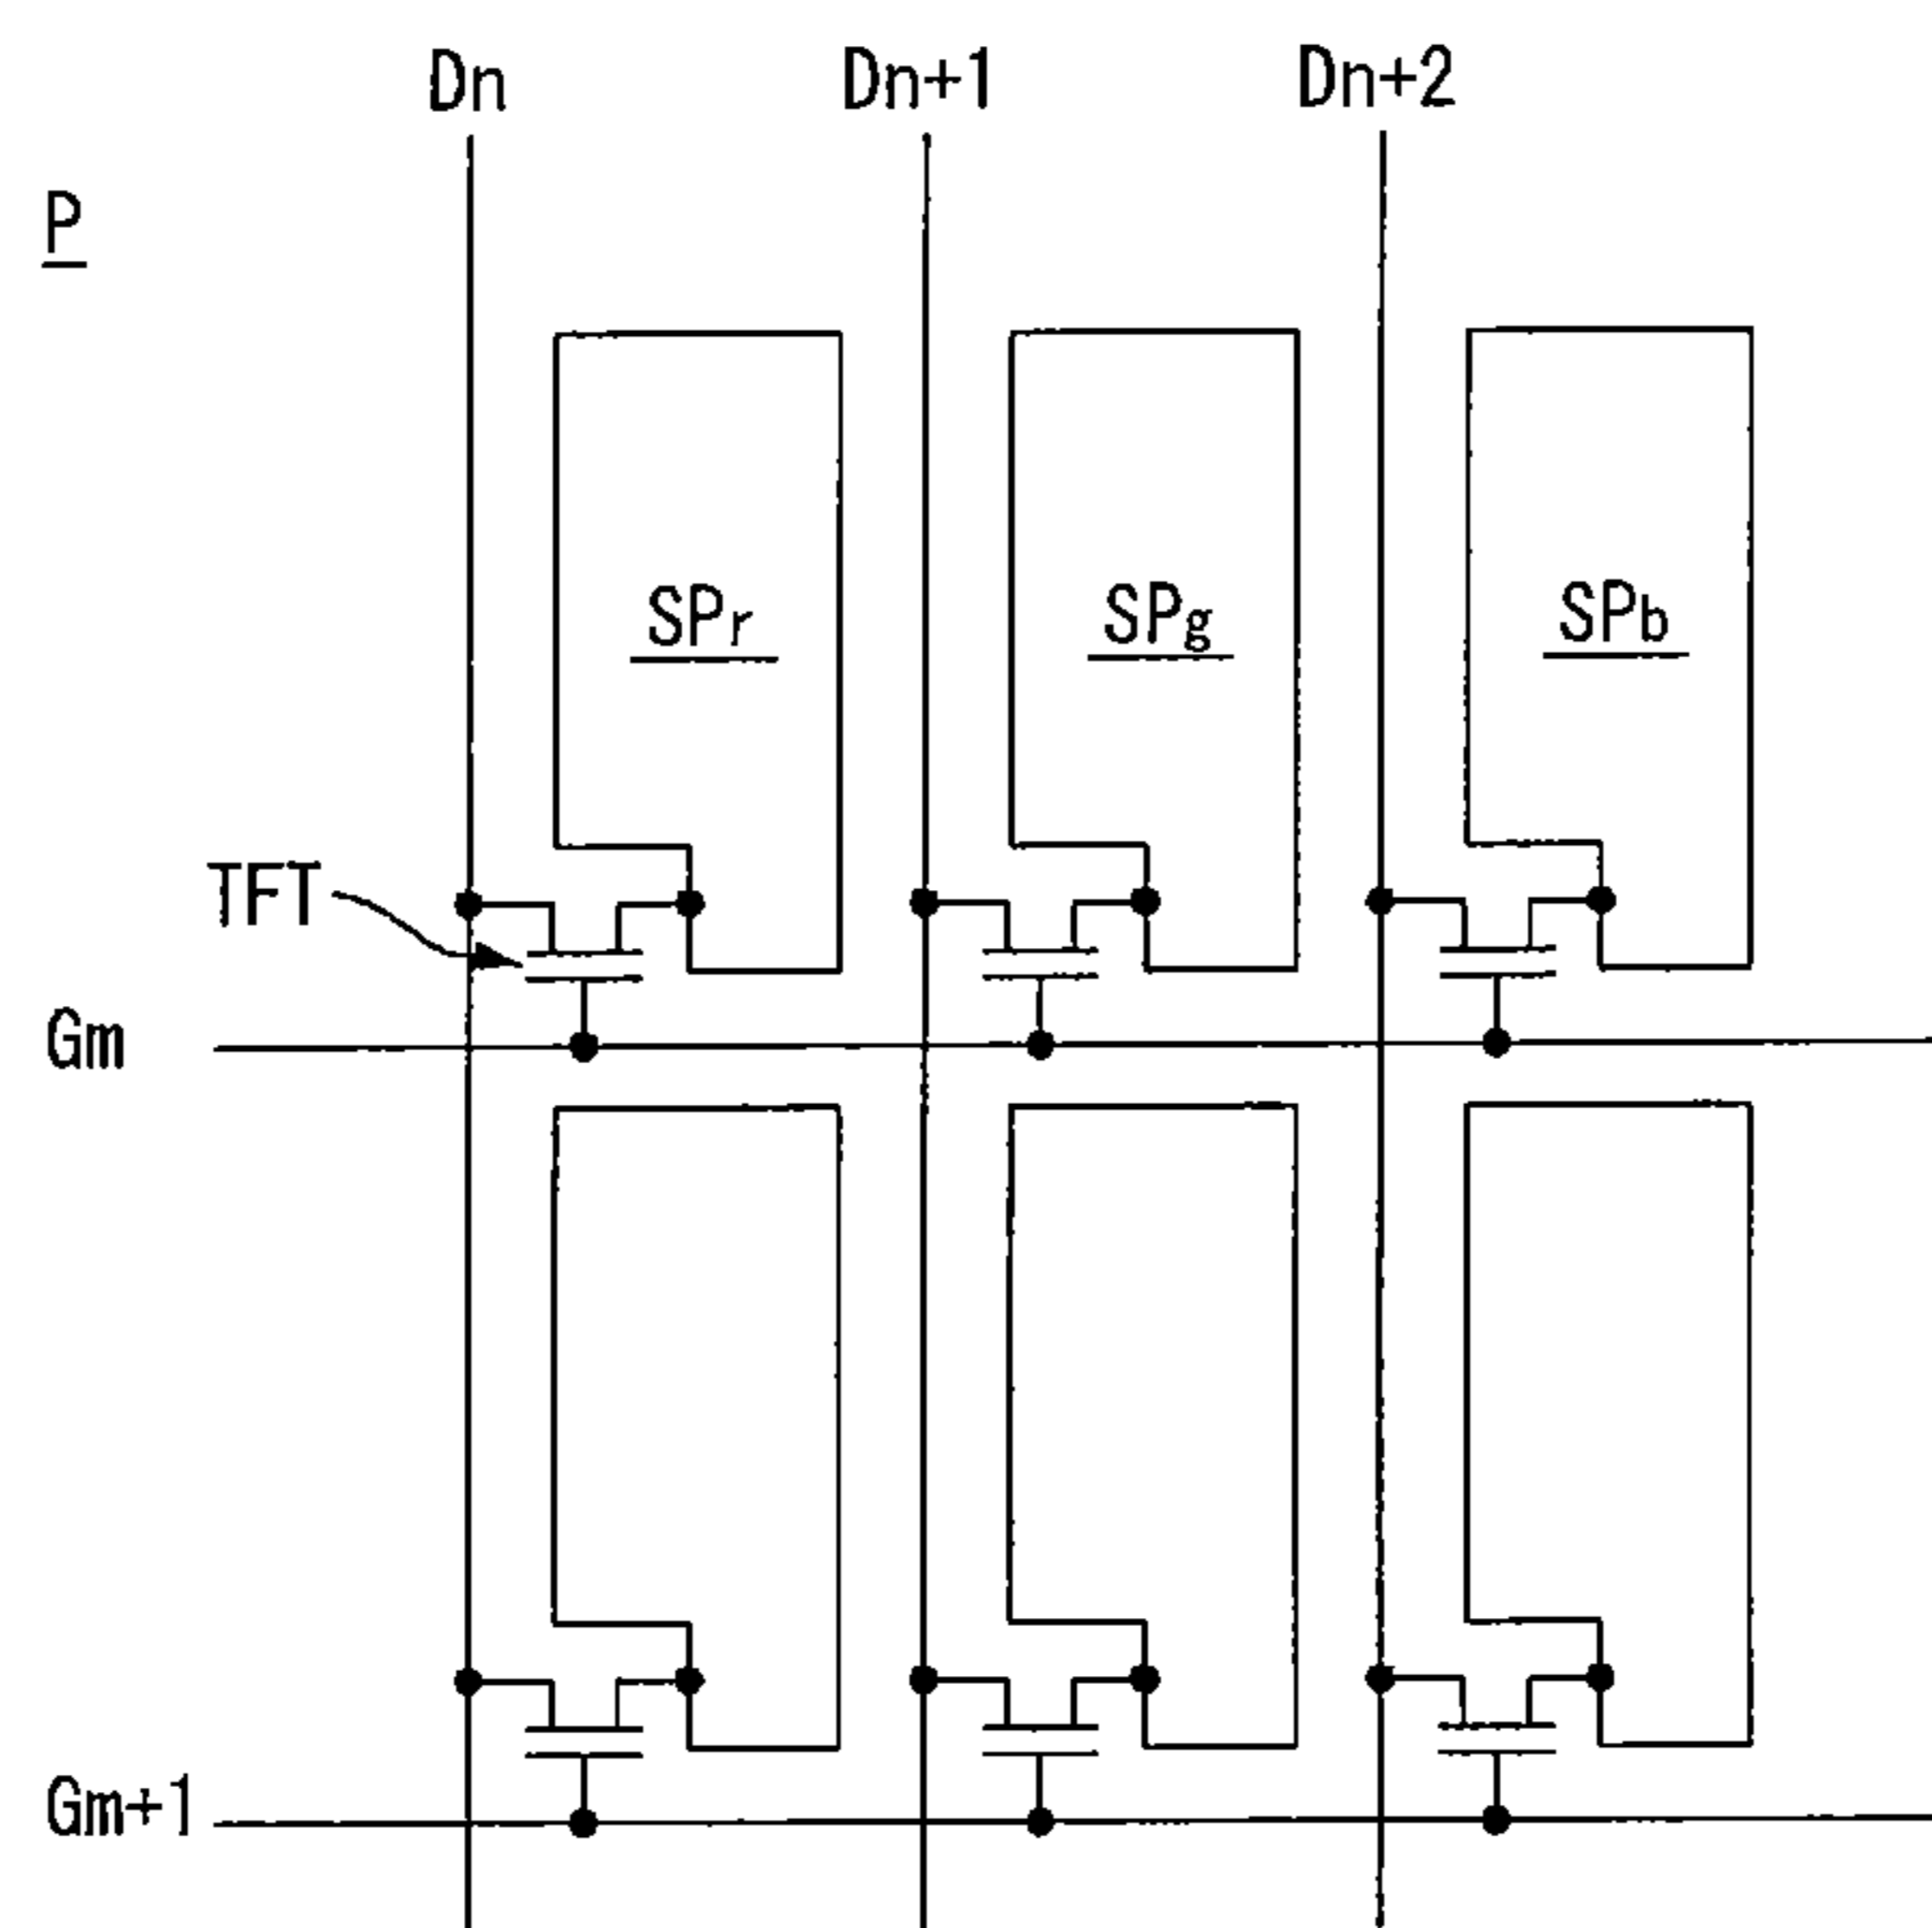 Dn Dn+1 Dn+2
P
SPr SPg SPb
TFT
Gm
Gm+1